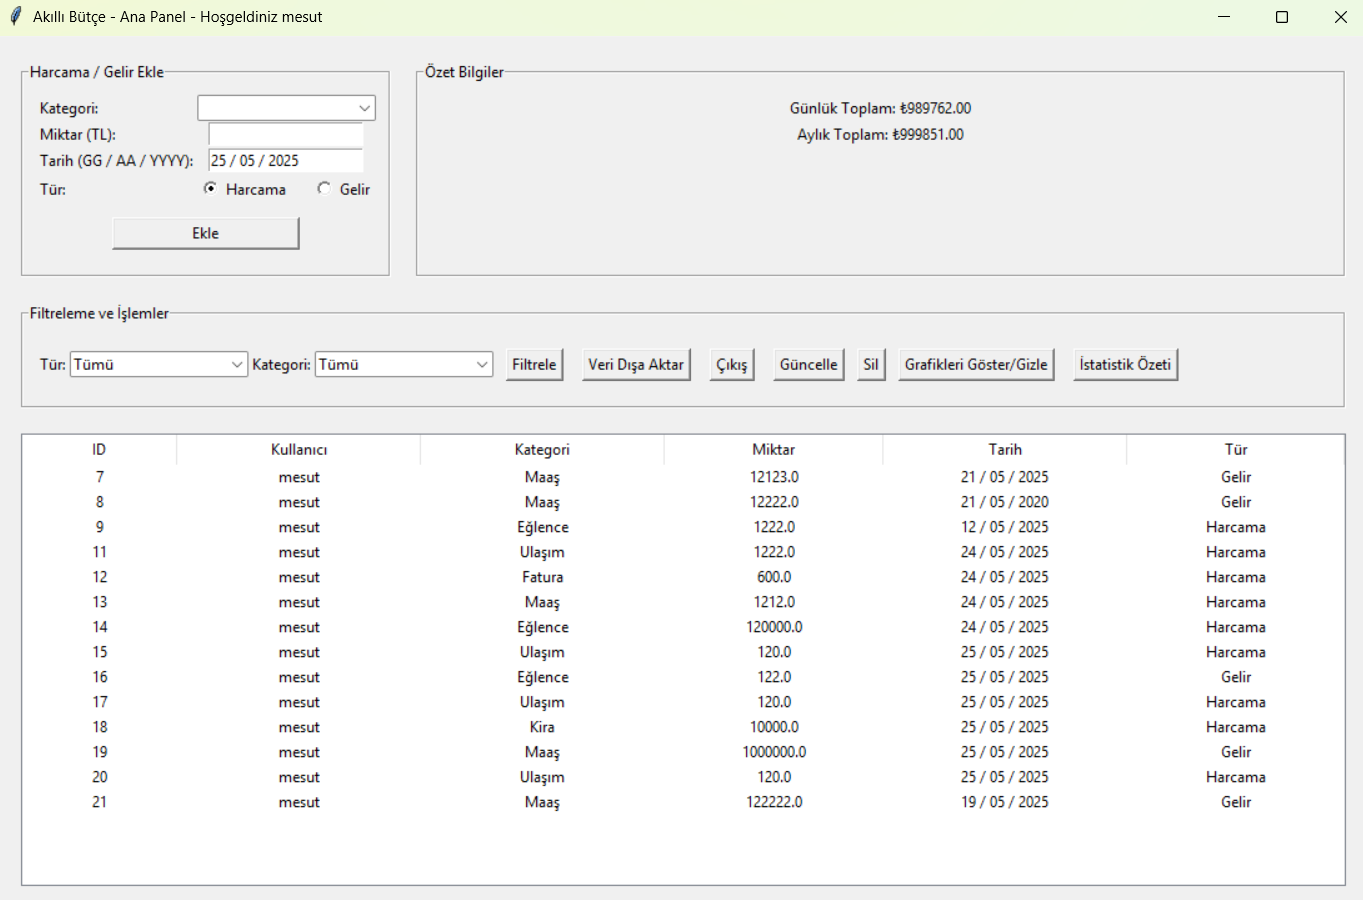 Akıllı Bütçe - Ana Panel - Hoşgeldiniz mesut
Harcama / Gelir Ekle
Kategori:
Miktar (TL):
Tarih (GG / AA / YYYY): 25 / 05 / 2025
Tür: Harcama Gelir
Ekle
Özet Bilgiler
Günlük Toplam: ₺989762.00
Aylık Toplam: ₺999851.00
Filtreleme ve İşlemler
Tür: Tümü Kategori: Tümü Filtrele Veri Dışa Aktar Çıkış Güncelle Sil Grafikleri Göster/Gizle İstatistik Özeti
ID Kullanıcı Kategori Miktar Tarih Tür
7 mesut Maaş 12123.0 21 / 05 / 2025 Gelir
8 mesut Maaş 12222.0 21 / 05 / 2020 Gelir
9 mesut Eğlence 1222.0 12 / 05 / 2025 Harcama
11 mesut Ulaşım 1222.0 24 / 05 / 2025 Harcama
12 mesut Fatura 600.0 24 / 05 / 2025 Harcama
13 mesut Maaş 1212.0 24 / 05 / 2025 Harcama
14 mesut Eğlence 120000.0 24 / 05 / 2025 Harcama
15 mesut Ulaşım 120.0 25 / 05 / 2025 Harcama
16 mesut Eğlence 122.0 25 / 05 / 2025 Gelir
17 mesut Ulaşım 120.0 25 / 05 / 2025 Harcama
18 mesut Kira 10000.0 25 / 05 / 2025 Harcama
19 mesut Maaş 1000000.0 25 / 05 / 2025 Gelir
20 mesut Ulaşım 120.0 25 / 05 / 2025 Harcama
21 mesut Maaş 122222.0 19 / 05 / 2025 Gelir